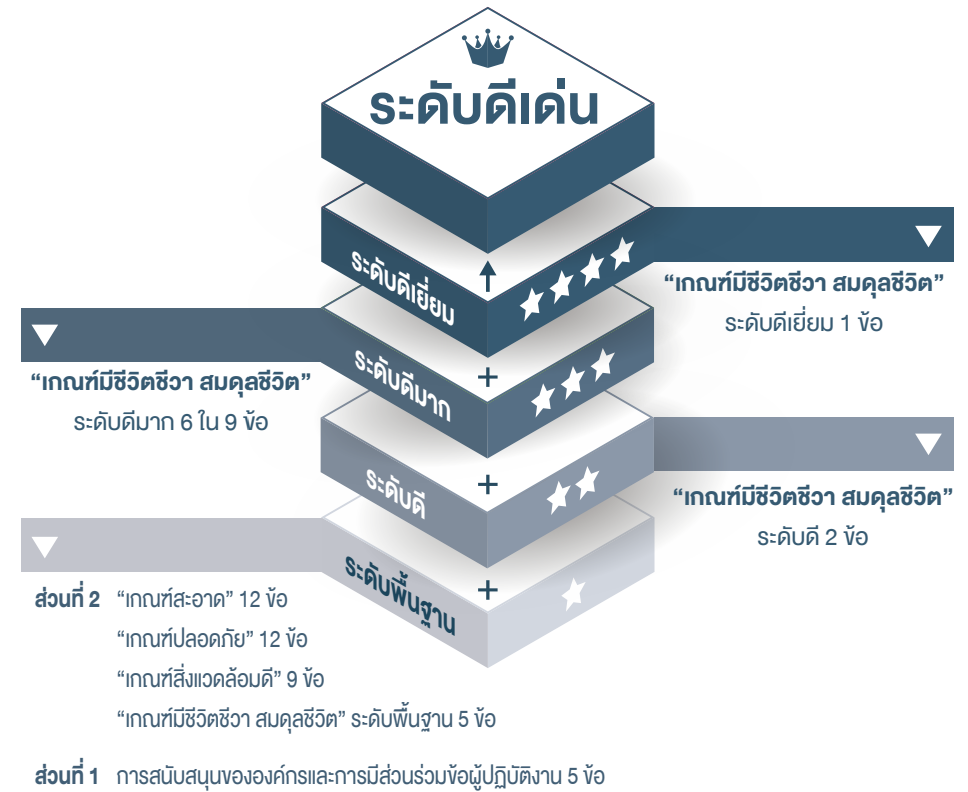 ระดับดีเด่น
ระดับดีเยี่ยม
“เกณฑ์มีชีวิตชีวา สมดุลชีวิต”
ระดับดีเยี่ยม 1 ข้อ
ระดับดีมาก
+
“เกณฑ์มีชีวิตชีวา สมดุลชีวิต”
ระดับดีมาก 6 ใน 9 ข้อ
ระดับดี
+
“เกณฑ์มีชีวิตชีวา สมดุลชีวิต”
ระดับดี 2 ข้อ
ระดับพื้นฐาน
+
ส่วนที่ 2 “เกณฑ์สะอาด” 12 ข้อ
“เกณฑ์ปลอดภัย” 12 ข้อ
“เกณฑ์สิ่งแวดล้อมดี” 9 ข้อ
“เกณฑ์มีชีวิตชีวา สมดุลชีวิต” ระดับพื้นฐาน 5 ข้อ
ส่วนที่ 1 การสนับสนุนขององค์กรและการมีส่วนร่วมข้อผู้ปฏิบัติงาน 5 ข้อ